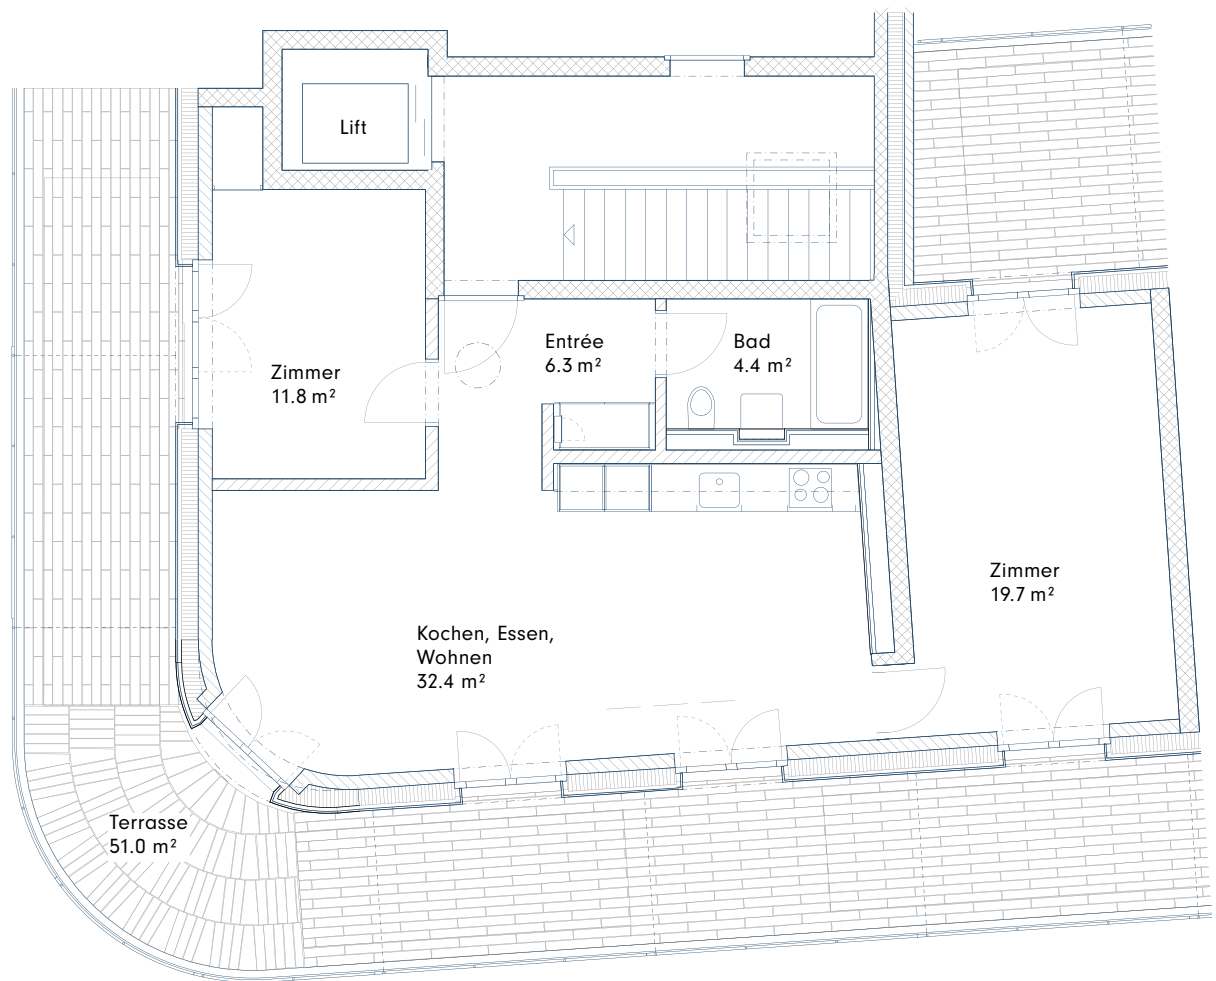 Lift
Entrée
6.3 m²
Bad
4.4 m²
Zimmer
11.8 m²
Zimmer
19.7 m²
Kochen, Essen,
Wohnen
32.4 m²
Terrasse
51.0 m²